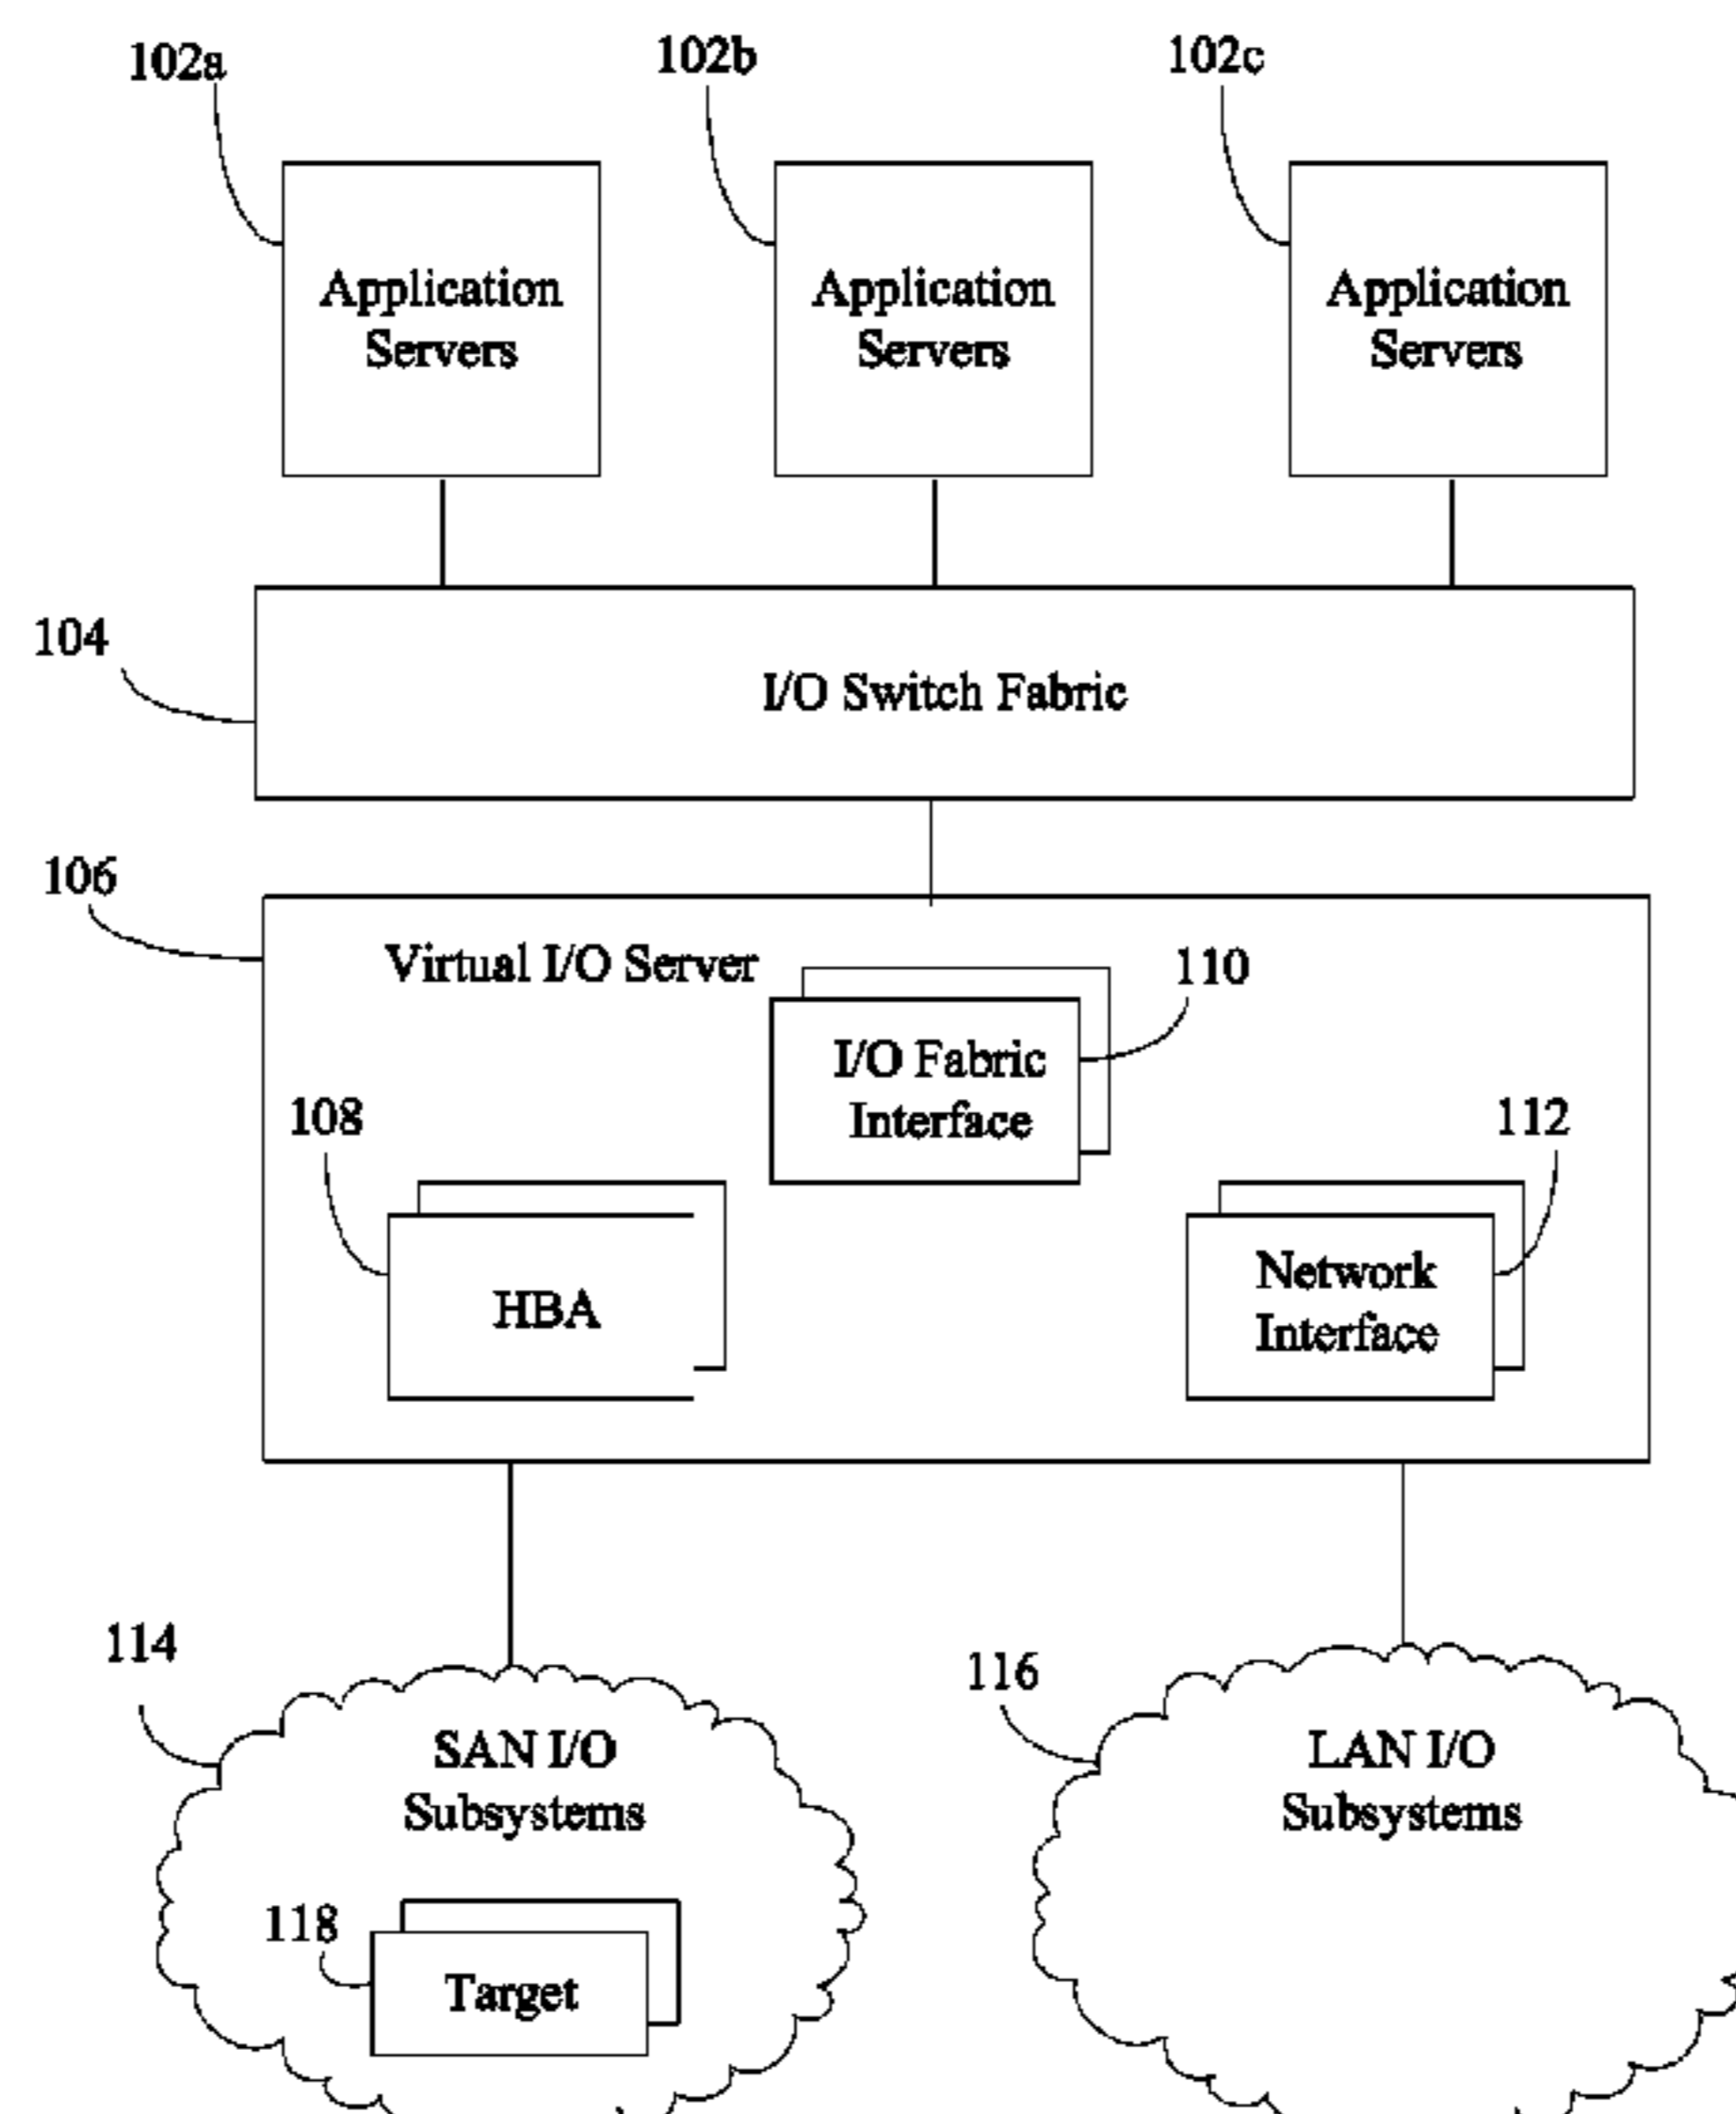 102a
102b
102c
Application
Servers
Application
Servers
Application
Servers
104
I/O Switch Fabric
106
Virtual I/O Server
110
I/O Fabric
Interface
108
112
HBA
Network
Interface
114
116
SAN I/O
Subsystems
LAN I/O
Subsystems
118
Target